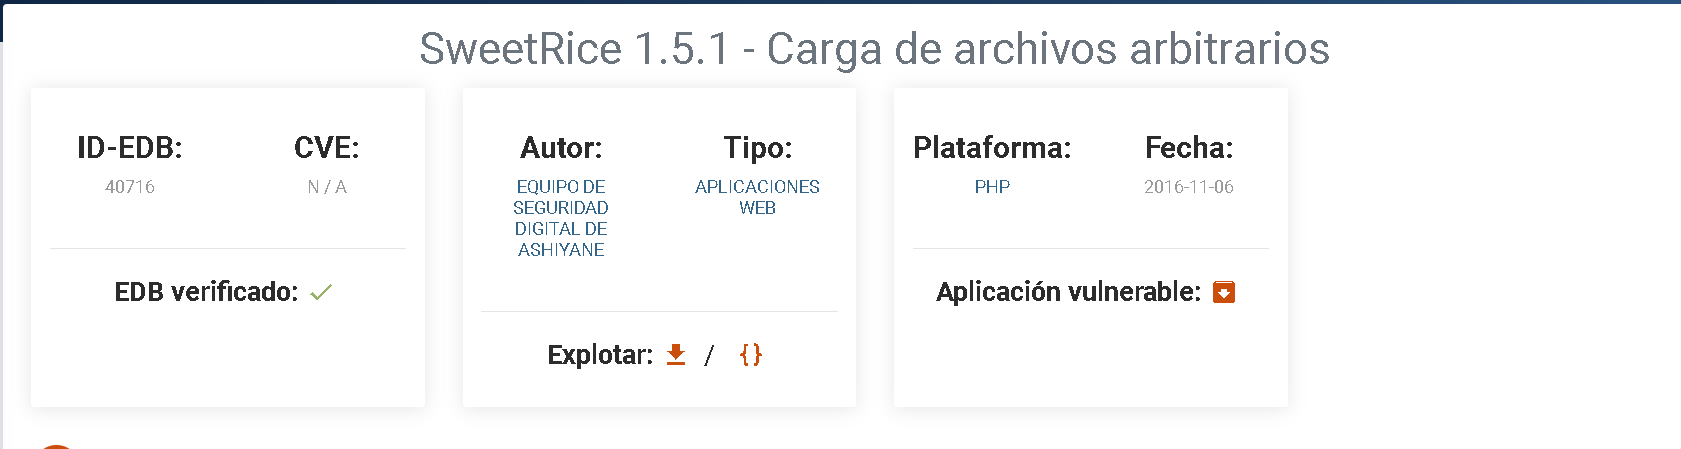 SweetRice 1.5.1 - Carga de archivos arbitrarios
ID-EDB:
40716
CVE:
N / A
EDB verificado:
Autor:
EQUIPO DE
SEGURIDAD
DIGITAL DE
ASHIYANE
Tipo:
APLICACIONES
WEB
Explotar: / {}
Plataforma:
PHP
Fecha:
2016-11-06
Aplicación vulnerable: